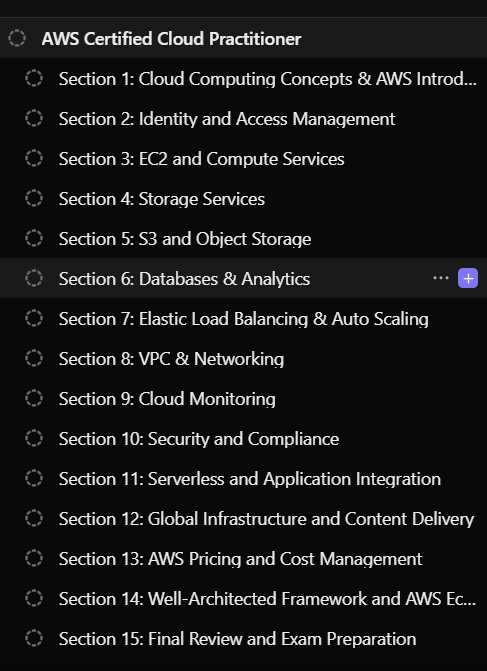 AWS Certified Cloud Practitioner
Section 1: Cloud Computing Concepts & AWS Introd...
Section 2: Identity and Access Management
Section 3: EC2 and Compute Services
Section 4: Storage Services
Section 5: S3 and Object Storage
Section 6: Databases & Analytics
Section 7: Elastic Load Balancing & Auto Scaling
Section 8: VPC & Networking
Section 9: Cloud Monitoring
Section 10: Security and Compliance
Section 11: Serverless and Application Integration
Section 12: Global Infrastructure and Content Delivery
Section 13: AWS Pricing and Cost Management
Section 14: Well-Architected Framework and AWS Ec...
Section 15: Final Review and Exam Preparation